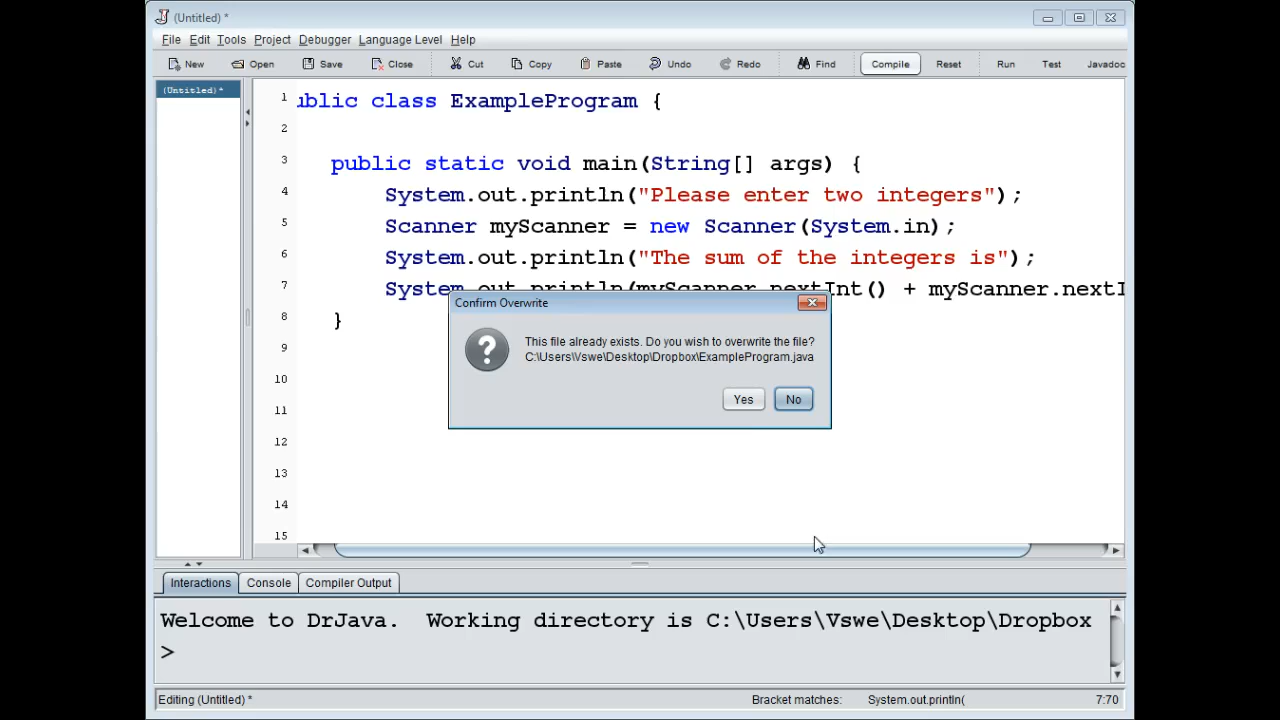 (Untitled) *
File Edit Tools Project Debugger Language Level Help
New Open Save Close Cut Copy Paste Undo Redo Find Compile Reset Run Test Javadoc
(Untitled) *
1 ublic class ExampleProgram {
2
3 public static void main(String[] args) {
4 System.out.println("Please enter two integers");
5 Scanner myScanner = new Scanner(System.in);
6 System.out.println("The sum of the integers is");
7 System.out.println(myScanner.nextInt() + myScanner.nextI
8 }
9
10
11
12
13
14
15
Confirm Overwrite
This file already exists. Do you wish to overwrite the file?
C:\Users\Vswe\Desktop\Dropbox\ExampleProgram.java
Yes No
Interactions Console Compiler Output
Welcome to DrJava. Working directory is C:\Users\Vswe\Desktop\Dropbox
>
Editing (Untitled) * Bracket matches: System.out.println( 7:70